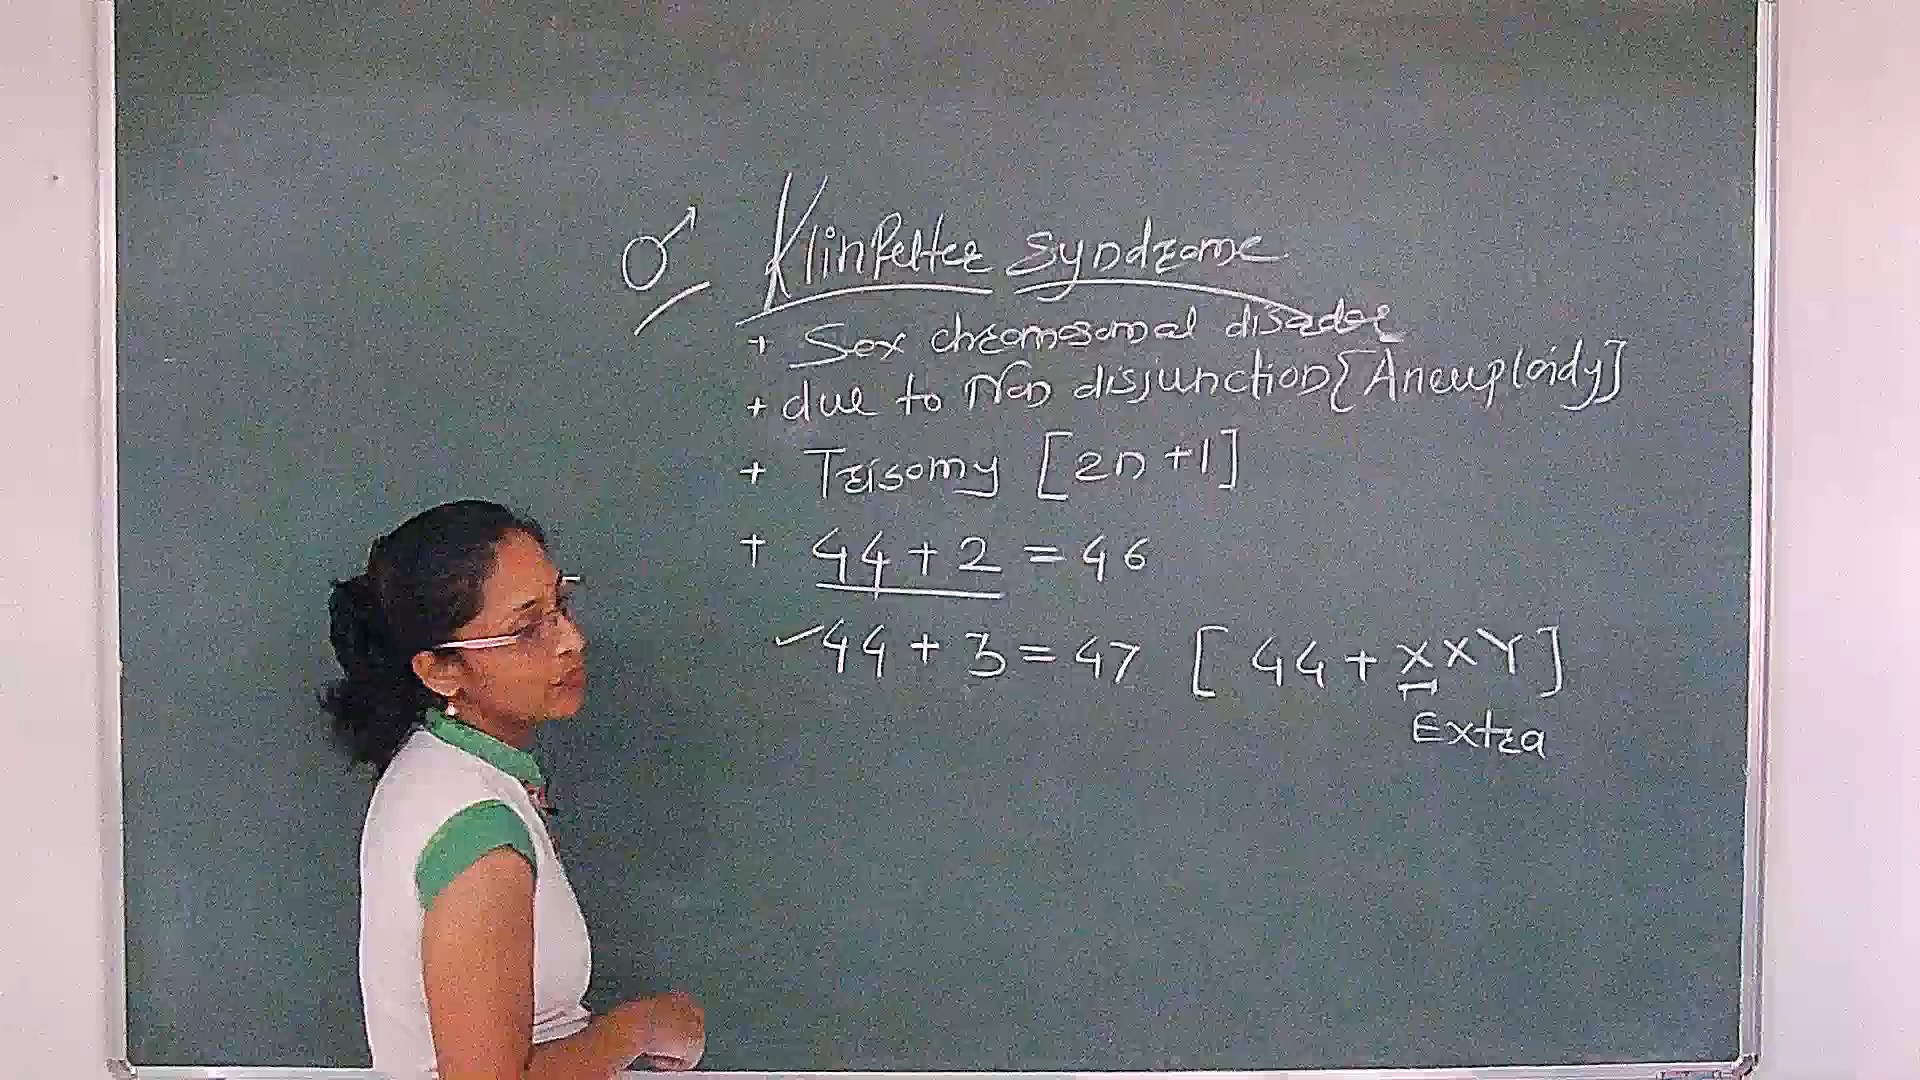 ♂ Klinfelter Syndrome
+ Sex chromosomal disorder
+ due to Non disjunction [Aneuploidy]
+ Trisomy [2n+1]
+ 44+2 = 46
✓44+3=47 [44+XXY]
Extra